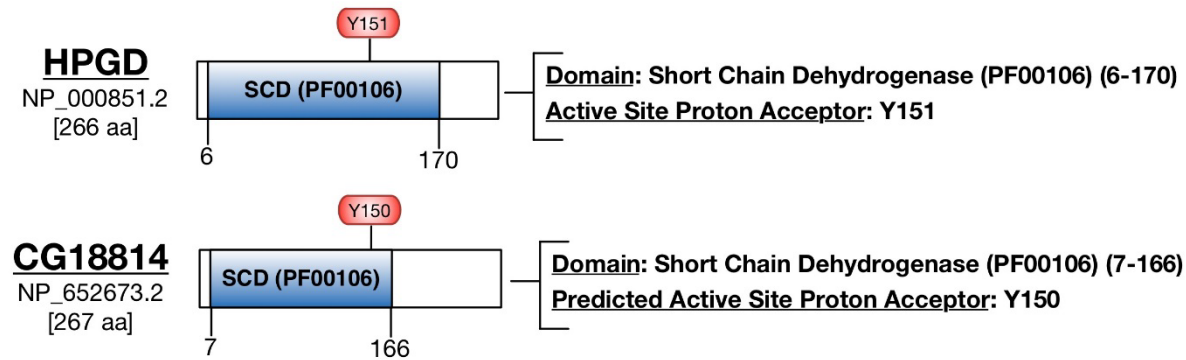 Y151
HPGD
NP_000851.2
[266 aa]
SCD (PF00106)
6
170
Domain: Short Chain Dehydrogenase (PF00106) (6-170)
Active Site Proton Acceptor: Y151
Y150
CG18814
NP_652673.2
[267 aa]
SCD (PF00106)
7
166
Domain: Short Chain Dehydrogenase (PF00106) (7-166)
Predicted Active Site Proton Acceptor: Y150